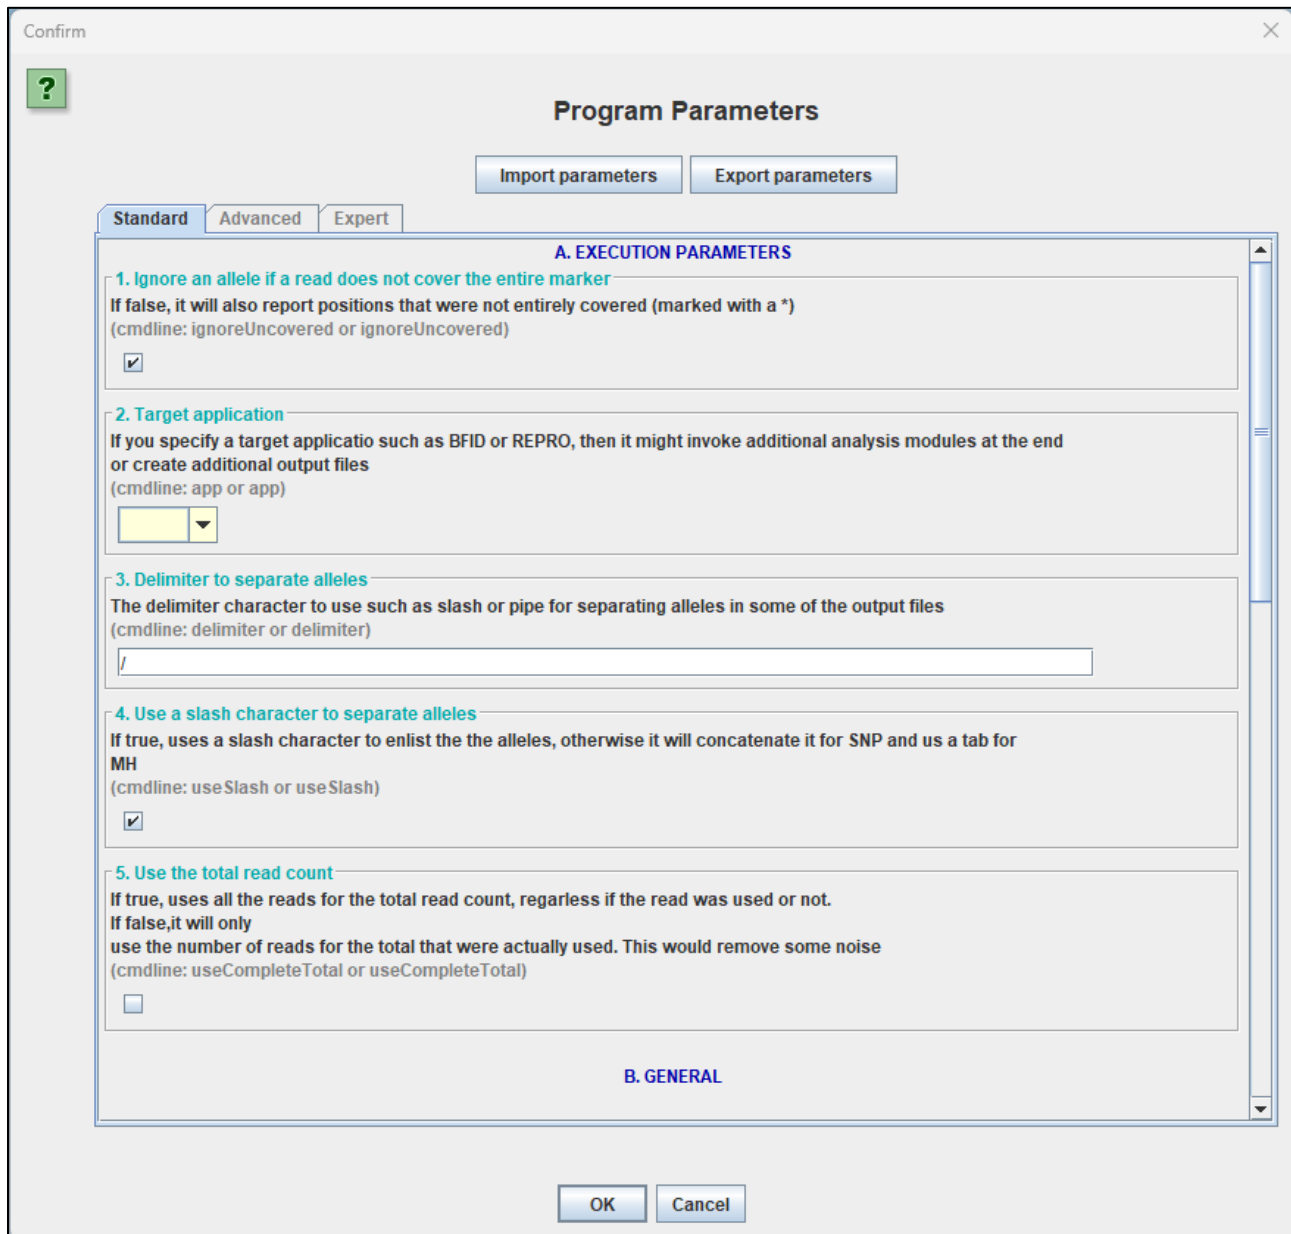 Confirm
?
Program Parameters
Import parameters
Export parameters
Standard
Advanced
Expert
A. EXECUTION PARAMETERS
1. Ignore an allele if a read does not cover the entire marker
If false, it will also report positions that were not entirely covered (marked with a *)
(cmdline: ignoreUncovered or ignoreUncovered)
2. Target application
If you specify a target applicatio such as BFID or REPRO, then it might invoke additional analysis modules at the end
or create additional output files
(cmdline: app or app)
3. Delimiter to separate alleles
The delimiter character to use such as slash or pipe for separating alleles in some of the output files
(cmdline: delimiter or delimiter)
/
4. Use a slash character to separate alleles
If true, uses a slash character to enlist the the alleles, otherwise it will concatenate it for SNP and us a tab for
MH
(cmdline: useSlash or useSlash)
5. Use the total read count
If true, uses all the reads for the total read count, regarless if the read was used or not.
If false,it will only
use the number of reads for the total that were actually used. This would remove some noise
(cmdline: useCompleteTotal or useCompleteTotal)
B. GENERAL
OK
Cancel